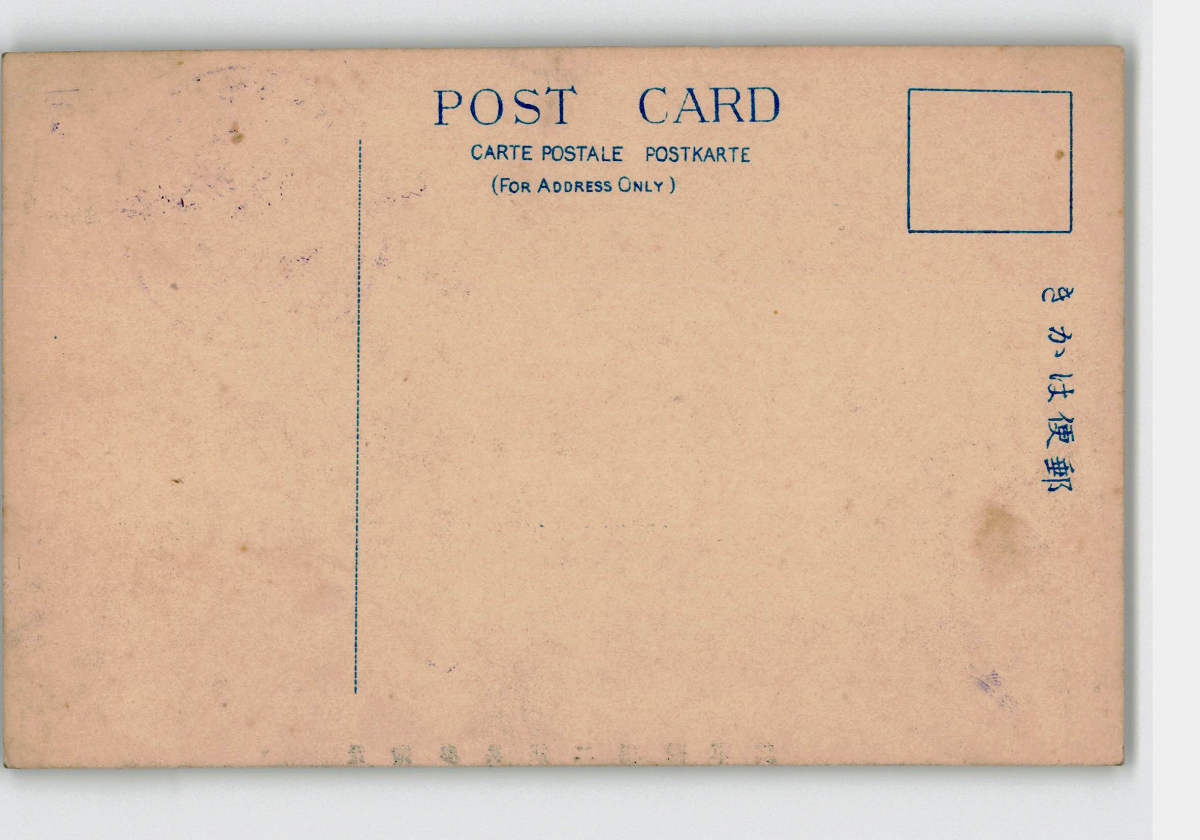 POST CARD
CARTE POSTALE POSTKARTE
(FOR ADDRESS ONLY)
郵便はかき